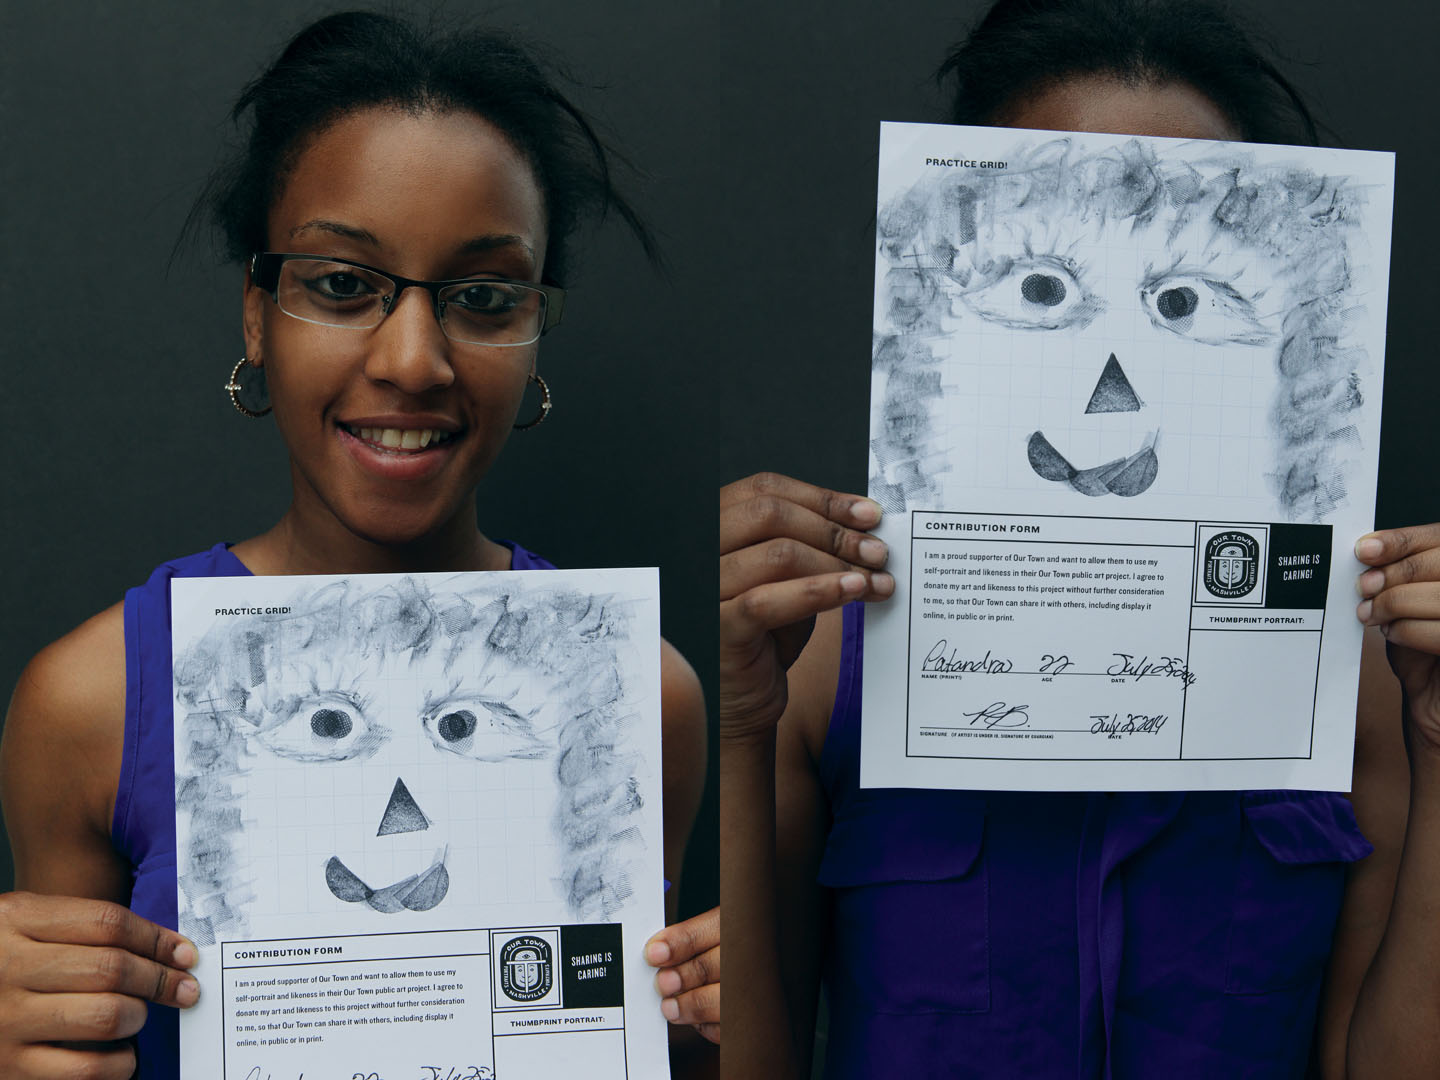 PRACTICE GRID!
CONTRIBUTION FORM
I am a proud supporter of Our Town and want to allow them to use my
self-portrait and likeness in their Our Town public art project. I agree to
donate my art and likeness to this project without further consideration
to me, so that Our Town can share it with others, including display it
online, in public or in print.
OUR TOWN
PORTRAITS
EXPERIENCE
NASHVILLE
SHARING IS
CARING!
THUMBPRINT PORTRAIT:
Patandra 22 July 25, 2014
PRACTICE GRID!
CONTRIBUTION FORM
I am a proud supporter of Our Town and want to allow them to use my
self-portrait and likeness in their Our Town public art project. I agree to
donate my art and likeness to this project without further consideration
to me, so that Our Town can share it with others, including display it
online, in public or in print.
OUR TOWN
PORTRAITS
NASHVILLE
SHARING IS
CARING!
THUMBPRINT PORTRAIT:
Patandra 22 July 25, 2014
NAME (PRINT) AGE DATE
P.B. July 25, 2014
SIGNATURE (IF ARTIST IS UNDER 18, SIGNATURE OF GUARDIAN) DATE